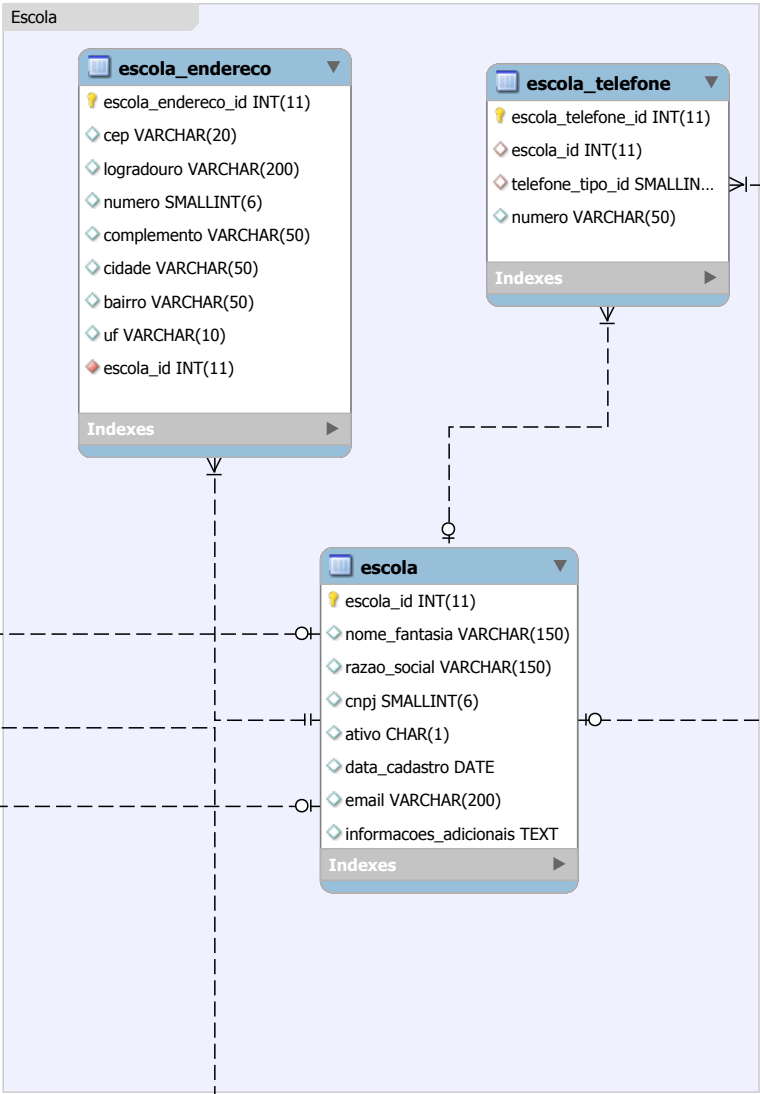 Escola
escola_endereco
escola_endereco_id INT(11)
cep VARCHAR(20)
logradouro VARCHAR(200)
numero SMALLINT(6)
complemento VARCHAR(50)
cidade VARCHAR(50)
bairro VARCHAR(50)
uf VARCHAR(10)
escola_id INT(11)
Indexes
escola_telefone
escola_telefone_id INT(11)
escola_id INT(11)
telefone_tipo_id SMALLIN...
numero VARCHAR(50)
Indexes
escola
escola_id INT(11)
nome_fantasia VARCHAR(150)
razao_social VARCHAR(150)
cnpj SMALLINT(6)
ativo CHAR(1)
data_cadastro DATE
email VARCHAR(200)
informacoes_adicionais TEXT
Indexes